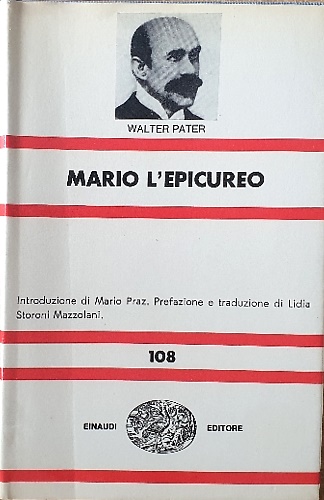 WALTER PATER
MARIO L'EPICUREO
Introduzione di Mario Praz. Prefazione e traduzione di Lidia
Storoni Mazzolani.
108
EINAUDI EDITORE